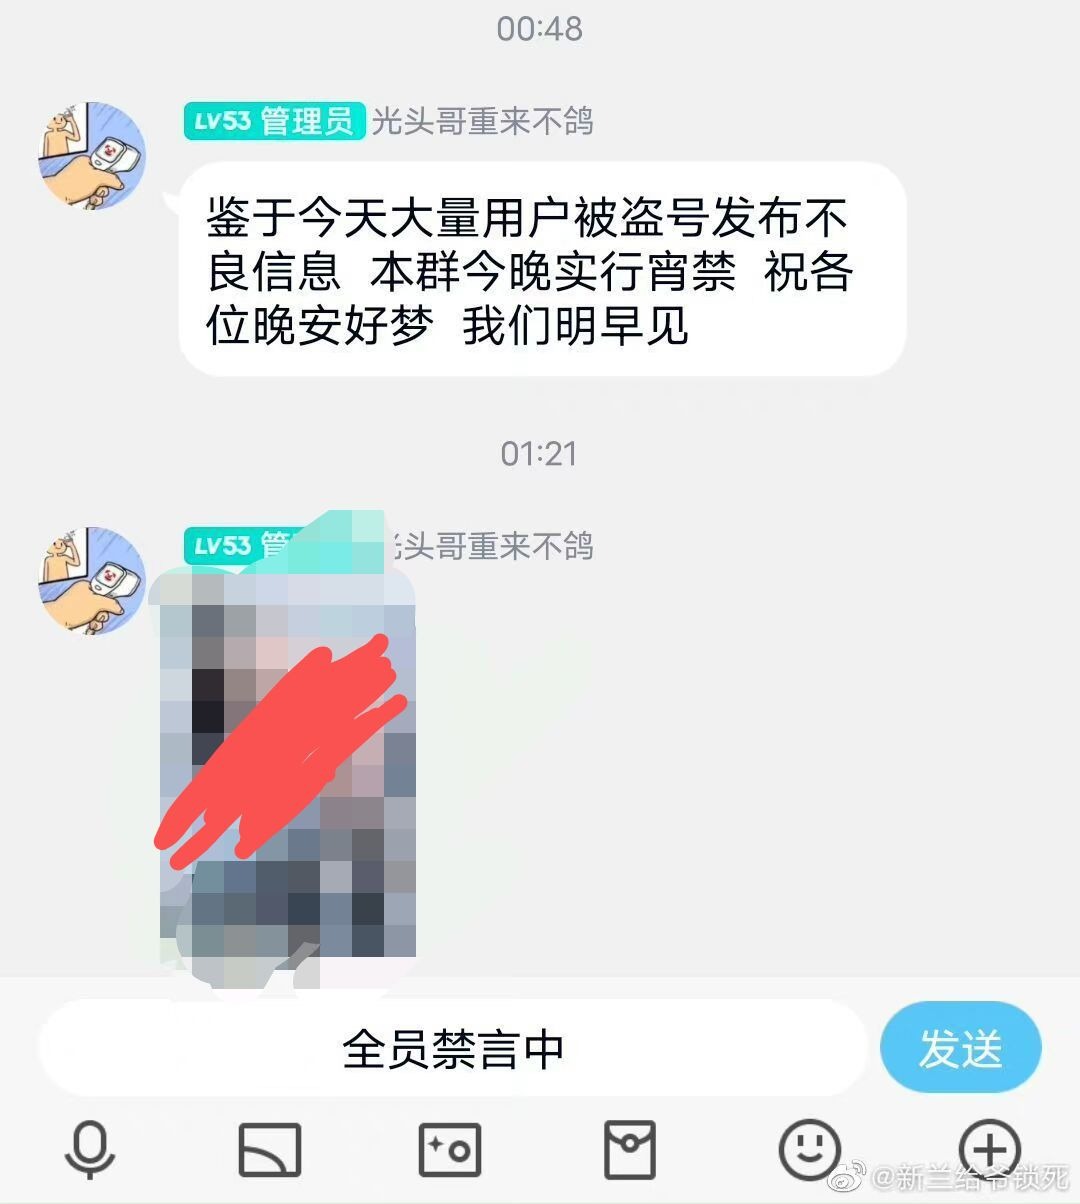 00:48
LV53 管理员 光头哥重来不鸽
鉴于今天大量用户被盗号发布不
良信息 本群今晚实行宵禁 祝各
位晚安好梦 我们明早见
01:21
LV53 管 光头哥重来不鸽
全员禁言中
发送
@新兰给爷锁死